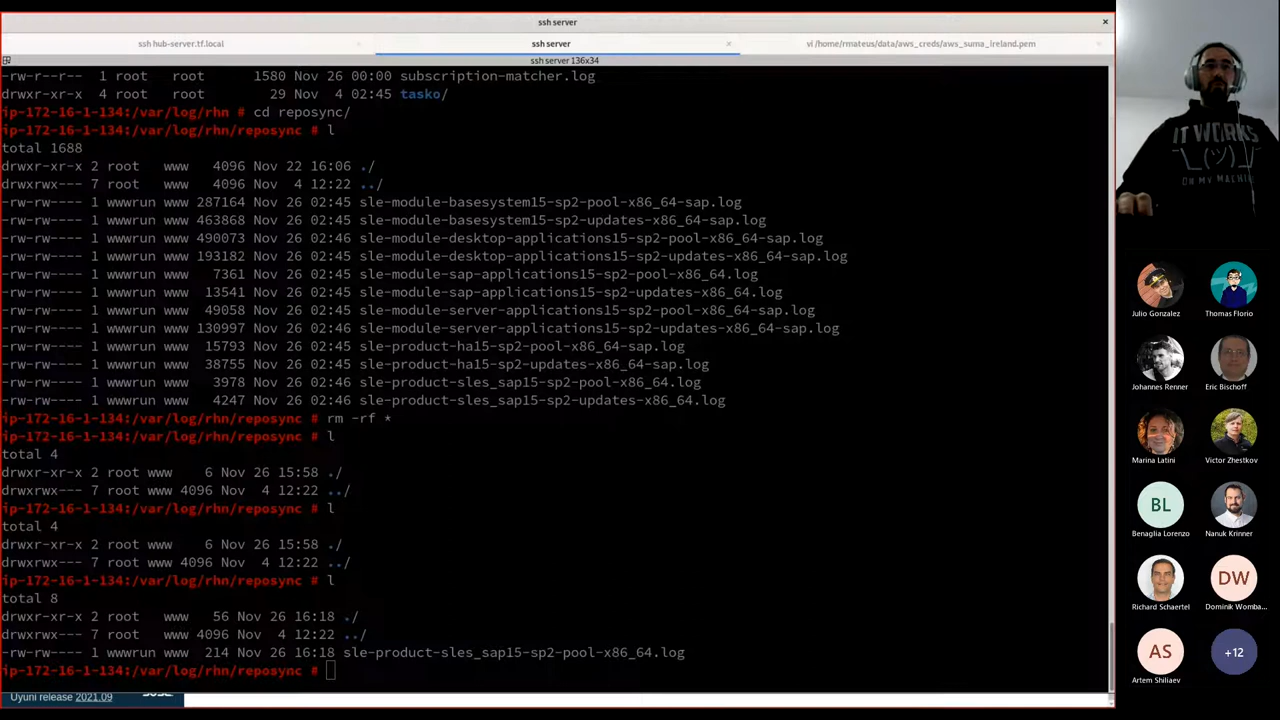 ssh server
ssh hub-server.tf.local
ssh server
vi /home/rmateus/data/aws_creds/aws_suma_ireland.pem
ssh server 136x34
-rw-r--r-- 1 root   root      1580 Nov 26 00:00 subscription-matcher.log
drwxr-xr-x 4 root   root        29 Nov  4 02:45 tasko/
ip-172-16-1-134:/var/log/rhn # cd reposync/
ip-172-16-1-134:/var/log/rhn/reposync # l
total 1688
drwxr-xr-x 2 root   www   4096 Nov 22 16:06 ./
drwxrwx--- 7 root   www   4096 Nov  4 12:22 ../
-rw-rw---- 1 wwwrun www 287164 Nov 26 02:45 sle-module-basesystem15-sp2-pool-x86_64-sap.log
-rw-rw---- 1 wwwrun www 463868 Nov 26 02:45 sle-module-basesystem15-sp2-updates-x86_64-sap.log
-rw-rw---- 1 wwwrun www 490073 Nov 26 02:46 sle-module-desktop-applications15-sp2-pool-x86_64-sap.log
-rw-rw---- 1 wwwrun www 193182 Nov 26 02:46 sle-module-desktop-applications15-sp2-updates-x86_64-sap.log
-rw-rw---- 1 wwwrun www   7361 Nov 26 02:45 sle-module-sap-applications15-sp2-pool-x86_64.log
-rw-rw---- 1 wwwrun www  13541 Nov 26 02:45 sle-module-sap-applications15-sp2-updates-x86_64.log
-rw-rw---- 1 wwwrun www  49058 Nov 26 02:45 sle-module-server-applications15-sp2-pool-x86_64-sap.log
-rw-rw---- 1 wwwrun www 130997 Nov 26 02:46 sle-module-server-applications15-sp2-updates-x86_64-sap.log
-rw-rw---- 1 wwwrun www  15793 Nov 26 02:45 sle-product-ha15-sp2-pool-x86_64-sap.log
-rw-rw---- 1 wwwrun www  38755 Nov 26 02:45 sle-product-ha15-sp2-updates-x86_64-sap.log
-rw-rw---- 1 wwwrun www   3978 Nov 26 02:46 sle-product-sles_sap15-sp2-pool-x86_64.log
-rw-rw---- 1 wwwrun www   4247 Nov 26 02:46 sle-product-sles_sap15-sp2-updates-x86_64.log
ip-172-16-1-134:/var/log/rhn/reposync # rm -rf *
ip-172-16-1-134:/var/log/rhn/reposync # l
total 4
drwxr-xr-x 2 root www    6 Nov 26 15:58 ./
drwxrwx--- 7 root www 4096 Nov  4 12:22 ../
ip-172-16-1-134:/var/log/rhn/reposync # l
total 4
drwxr-xr-x 2 root www    6 Nov 26 15:58 ./
drwxrwx--- 7 root www 4096 Nov  4 12:22 ../
ip-172-16-1-134:/var/log/rhn/reposync # l
total 8
drwxr-xr-x 2 root   www   56 Nov 26 16:18 ./
drwxrwx--- 7 root   www 4096 Nov  4 12:22 ../
-rw-rw---- 1 wwwrun www  214 Nov 26 16:18 sle-product-sles_sap15-sp2-pool-x86_64.log
ip-172-16-1-134:/var/log/rhn/reposync #
Uyuni release 2021.09
IT WORKS
ON MY MACHINE
Julio Gonzalez
Thomas Florio
Johannes Renner
Eric Bischoff
Marina Latini
Victor Zhestkov
BL
Benaglia Lorenzo
Nanuk Krinner
DW
Richard Schaertel
Dominik Womba...
AS
+12
Artem Shiliaev